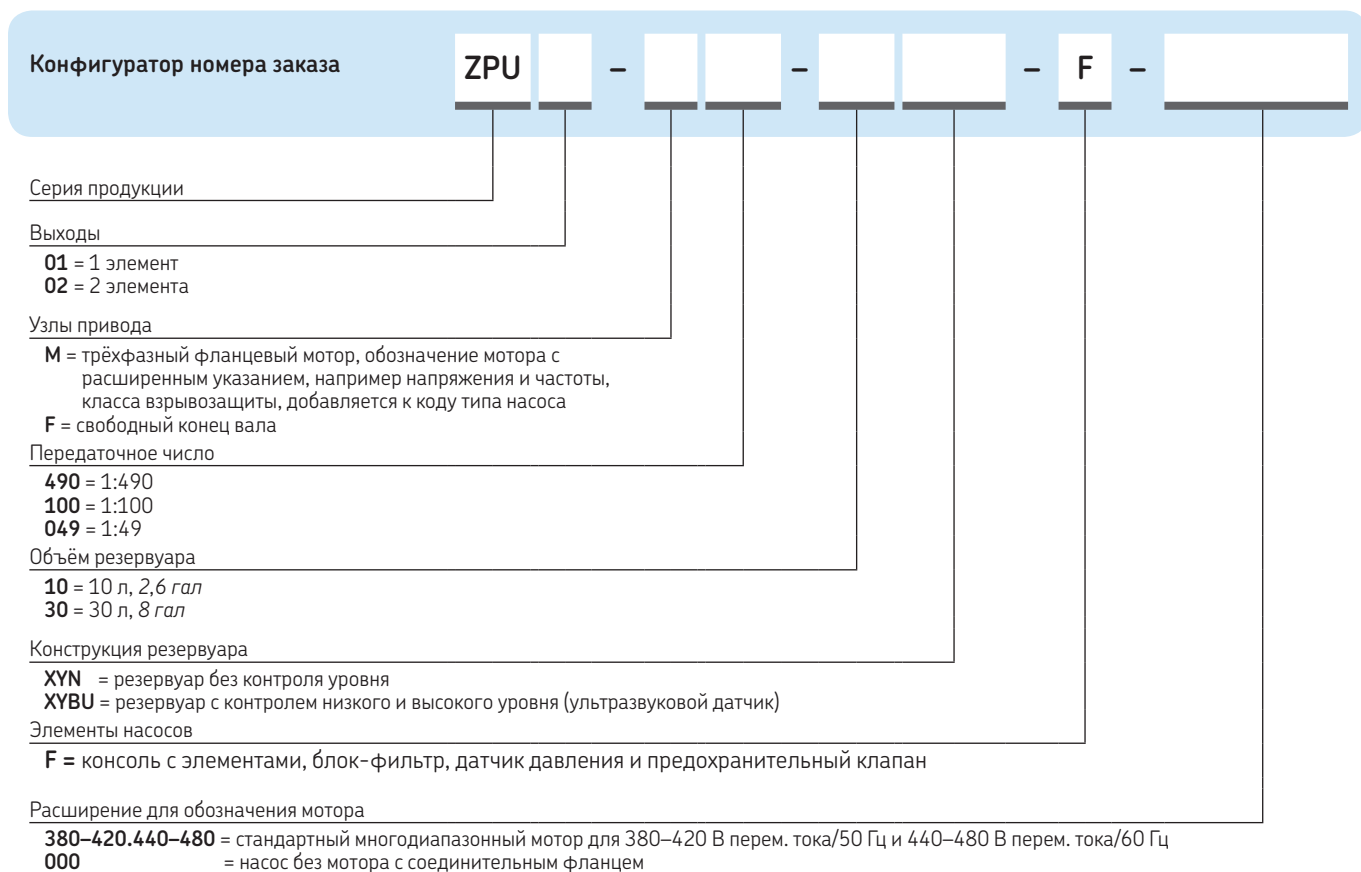 Конфигуратор номера заказа ZPU – – – F –
Серия продукции
Выходы
01 = 1 элемент
02 = 2 элемента
Узлы привода
M = трёхфазный фланцевый мотор, обозначение мотора с
расширенным указанием, например напряжения и частоты,
класса взрывозащиты, добавляется к коду типа насоса
F = свободный конец вала
Передаточное число
490 = 1:490
100 = 1:100
049 = 1:49
Объём резервуара
10 = 10 л, 2,6 гал
30 = 30 л, 8 гал
Конструкция резервуара
XYN = резервуар без контроля уровня
XYBU = резервуар с контролем низкого и высокого уровня (ультразвуковой датчик)
Элементы насосов
F = консоль с элементами, блок-фильтр, датчик давления и предохранительный клапан
Расширение для обозначения мотора
380–420.440–480 = стандартный многодиапазонный мотор для 380–420 В перем. тока/50 Гц и 440–480 В перем. тока/60 Гц
000 = насос без мотора с соединительным фланцем